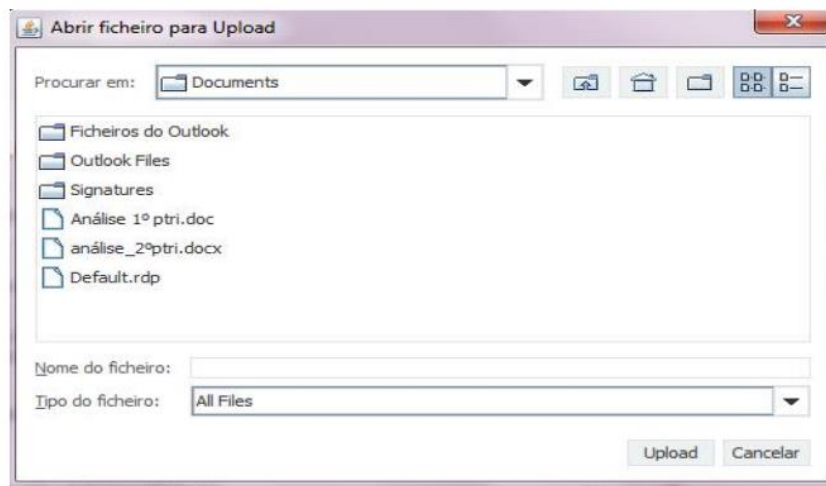 Abrir ficheiro para Upload
Procurar em: Documents
Ficheiros do Outlook
Outlook Files
Signatures
Análise 1º ptri.doc
análise_2ºptri.docx
Default.rdp
Nome do ficheiro:
Tipo do ficheiro: All Files
Upload Cancelar